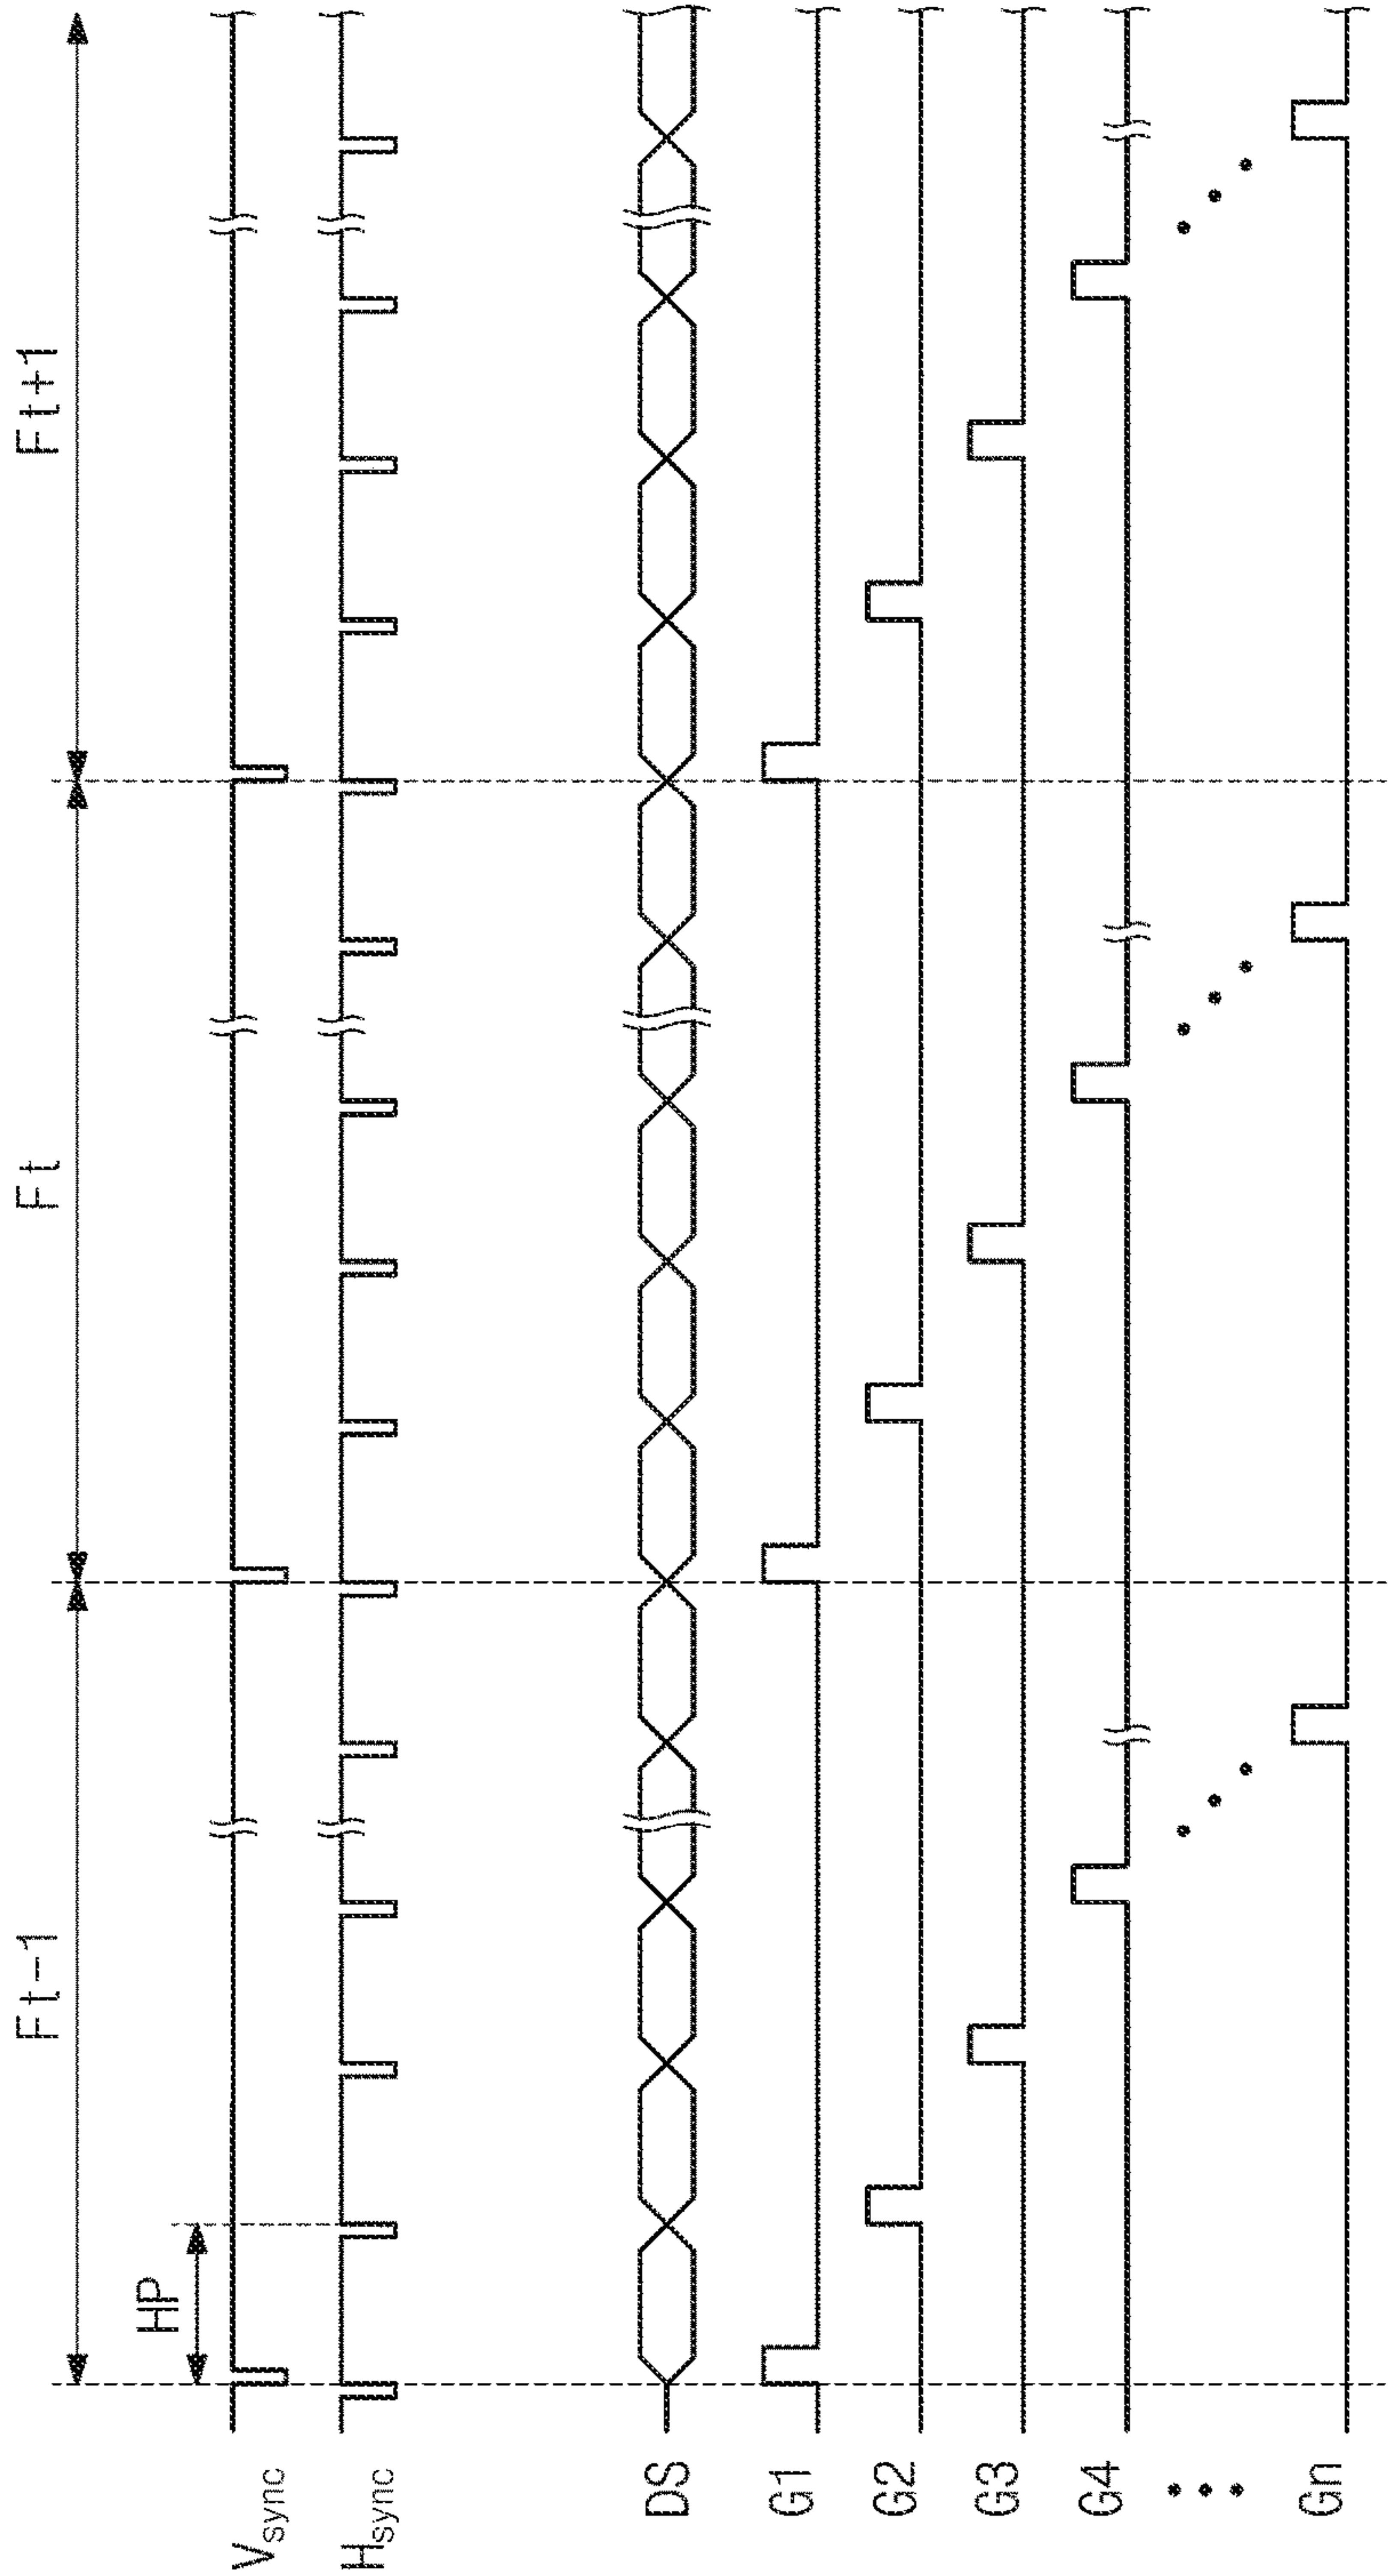 Ft-1
Ft
Ft+1
HP
Vsync
Hsync
DS
G1
G2
G3
G4
Gn